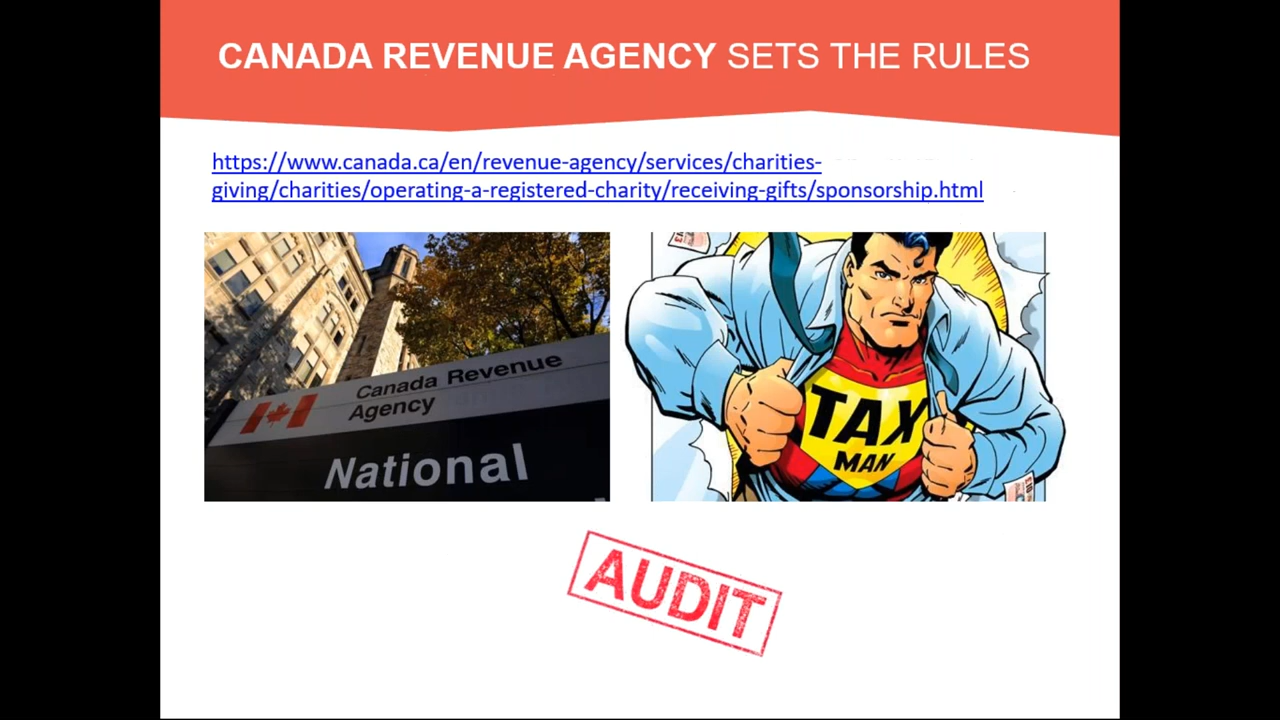 CANADA REVENUE AGENCY SETS THE RULES
https://www.canada.ca/en/revenue-agency/services/charities-
giving/charities/operating-a-registered-charity/receiving-gifts/sponsorship.html
Canada Revenue
Agency
National
TAX
MAN
AUDIT